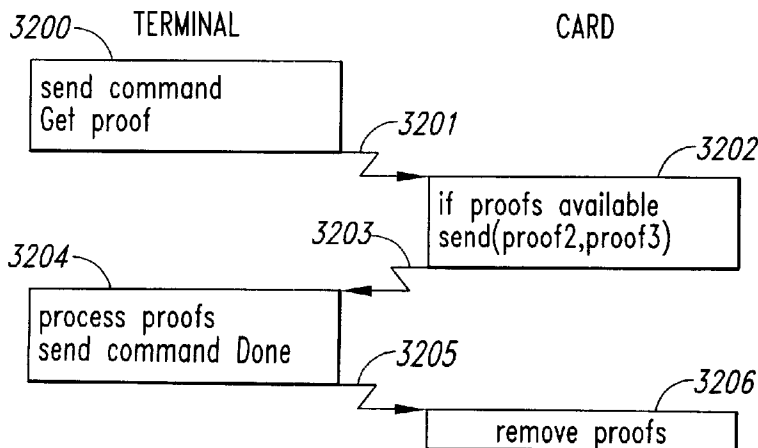 3200
TERMINAL
CARD
send command
Get proof
3201
3202
if proofs available
send(proof2,proof3)
3203
3204
process proofs
send command Done
3205
3206
remove proofs